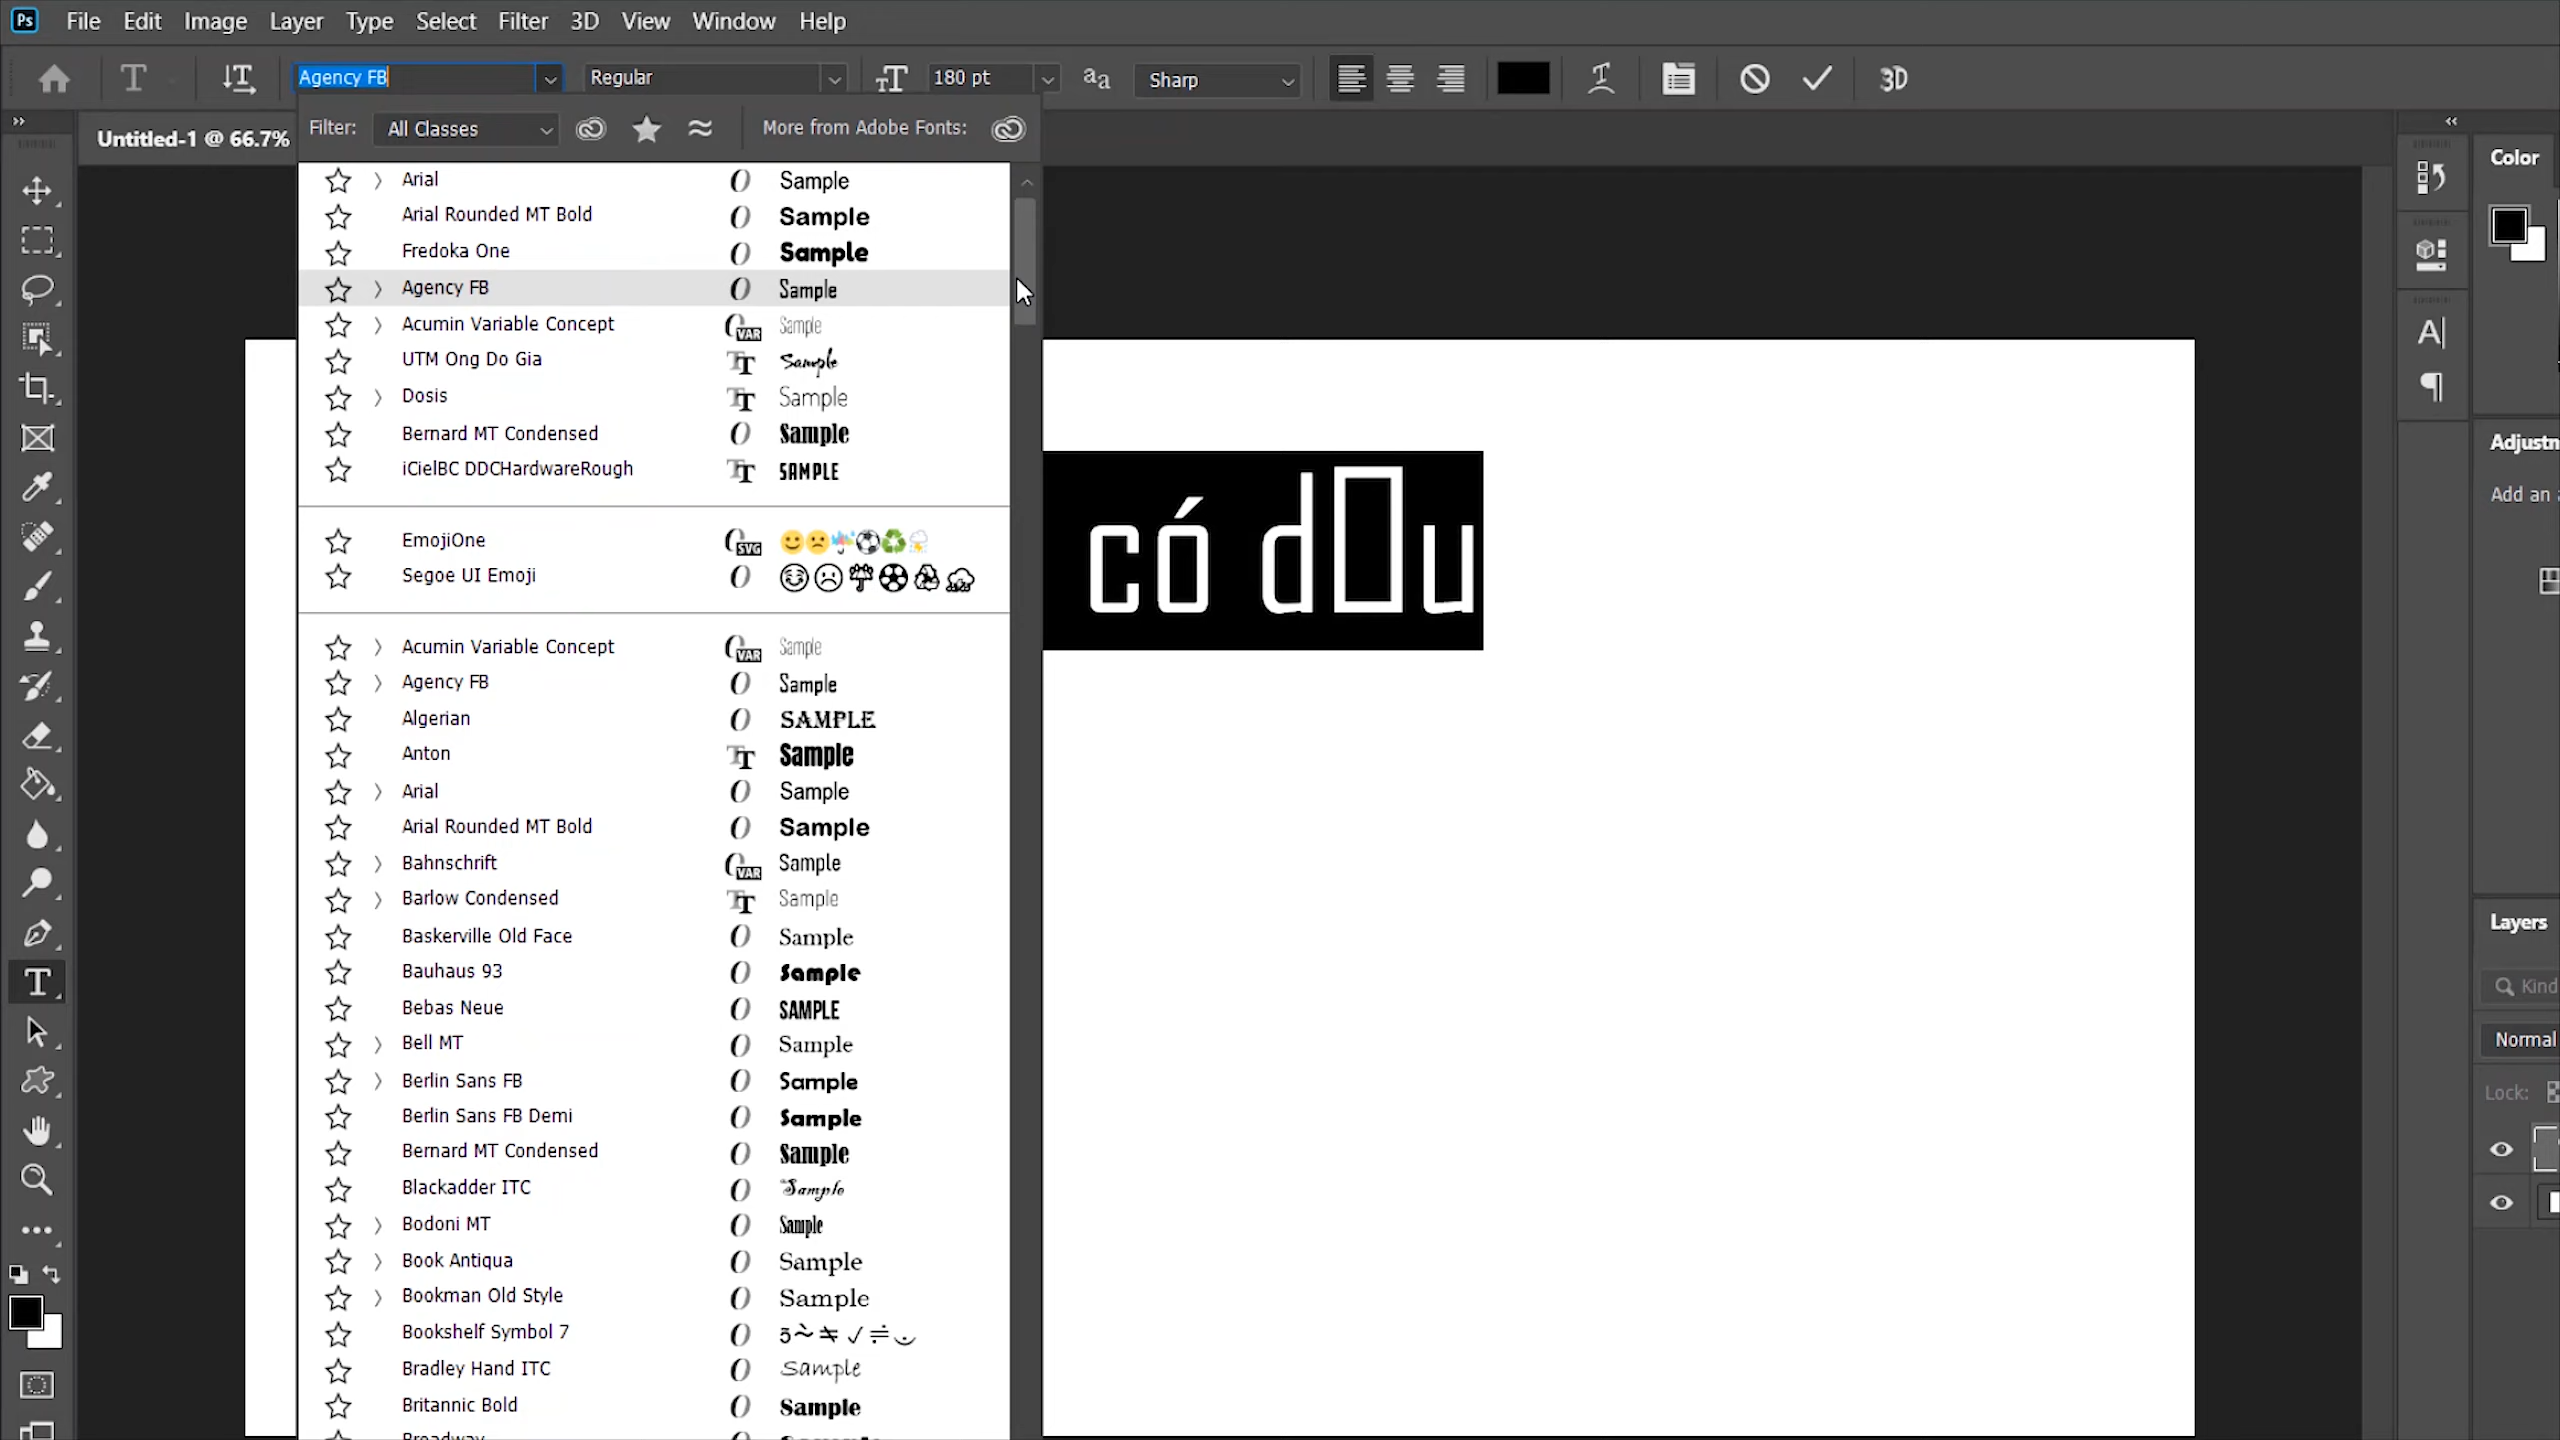 Ps File Edit Image Layer Type Select Filter 3D View Window Help
Agency FB Regular 180 pt Sharp 3D
Filter: All Classes More from Adobe Fonts:
Untitled-1 @ 66.7%
Color
Arial Sample
Arial Rounded MT Bold Sample
Fredoka One Sample
Agency FB Sample
Acumin Variable Concept VAR Sample
UTM Ong Do Gia Sample
Dosis Sample
Bernard MT Condensed Sample
iCielBC DDCHardwareRough SAMPLE
Adjustn
Add an
có d□u
EmojiOne SVG
Segoe UI Emoji
Acumin Variable Concept VAR Sample
Agency FB Sample
Algerian SAMPLE
Anton Sample
Arial Sample
Arial Rounded MT Bold Sample
Bahnschrift VAR Sample
Barlow Condensed Sample
Baskerville Old Face Sample
Bauhaus 93 Sample
Bebas Neue SAMPLE
Bell MT Sample
Berlin Sans FB Sample
Berlin Sans FB Demi Sample
Bernard MT Condensed Sample
Blackadder ITC Sample
Bodoni MT Sample
Book Antiqua Sample
Bookman Old Style Sample
Bookshelf Symbol 7
Bradley Hand ITC Sample
Britannic Bold Sample
Layers
Kind
Normal
Lock: